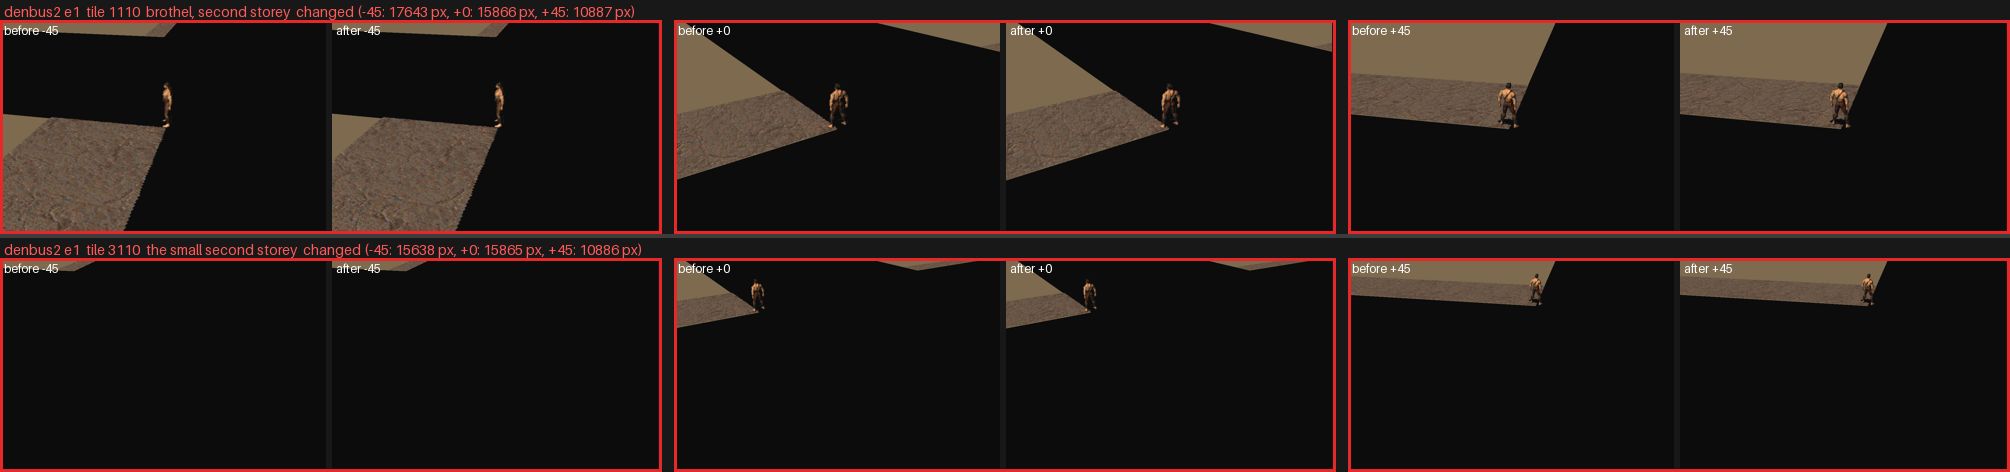 denbus2 e1 tile 1110 brothel, second storey changed (-45: 17643 px, +0: 15866 px, +45: 10887 px)
before -45 after -45 before +0 after +0 before +45 after +45
denbus2 e1 tile 3110 the small second storey changed (-45: 15638 px, +0: 15865 px, +45: 10886 px)
before -45 after -45 before +0 after +0 before +45 after +45